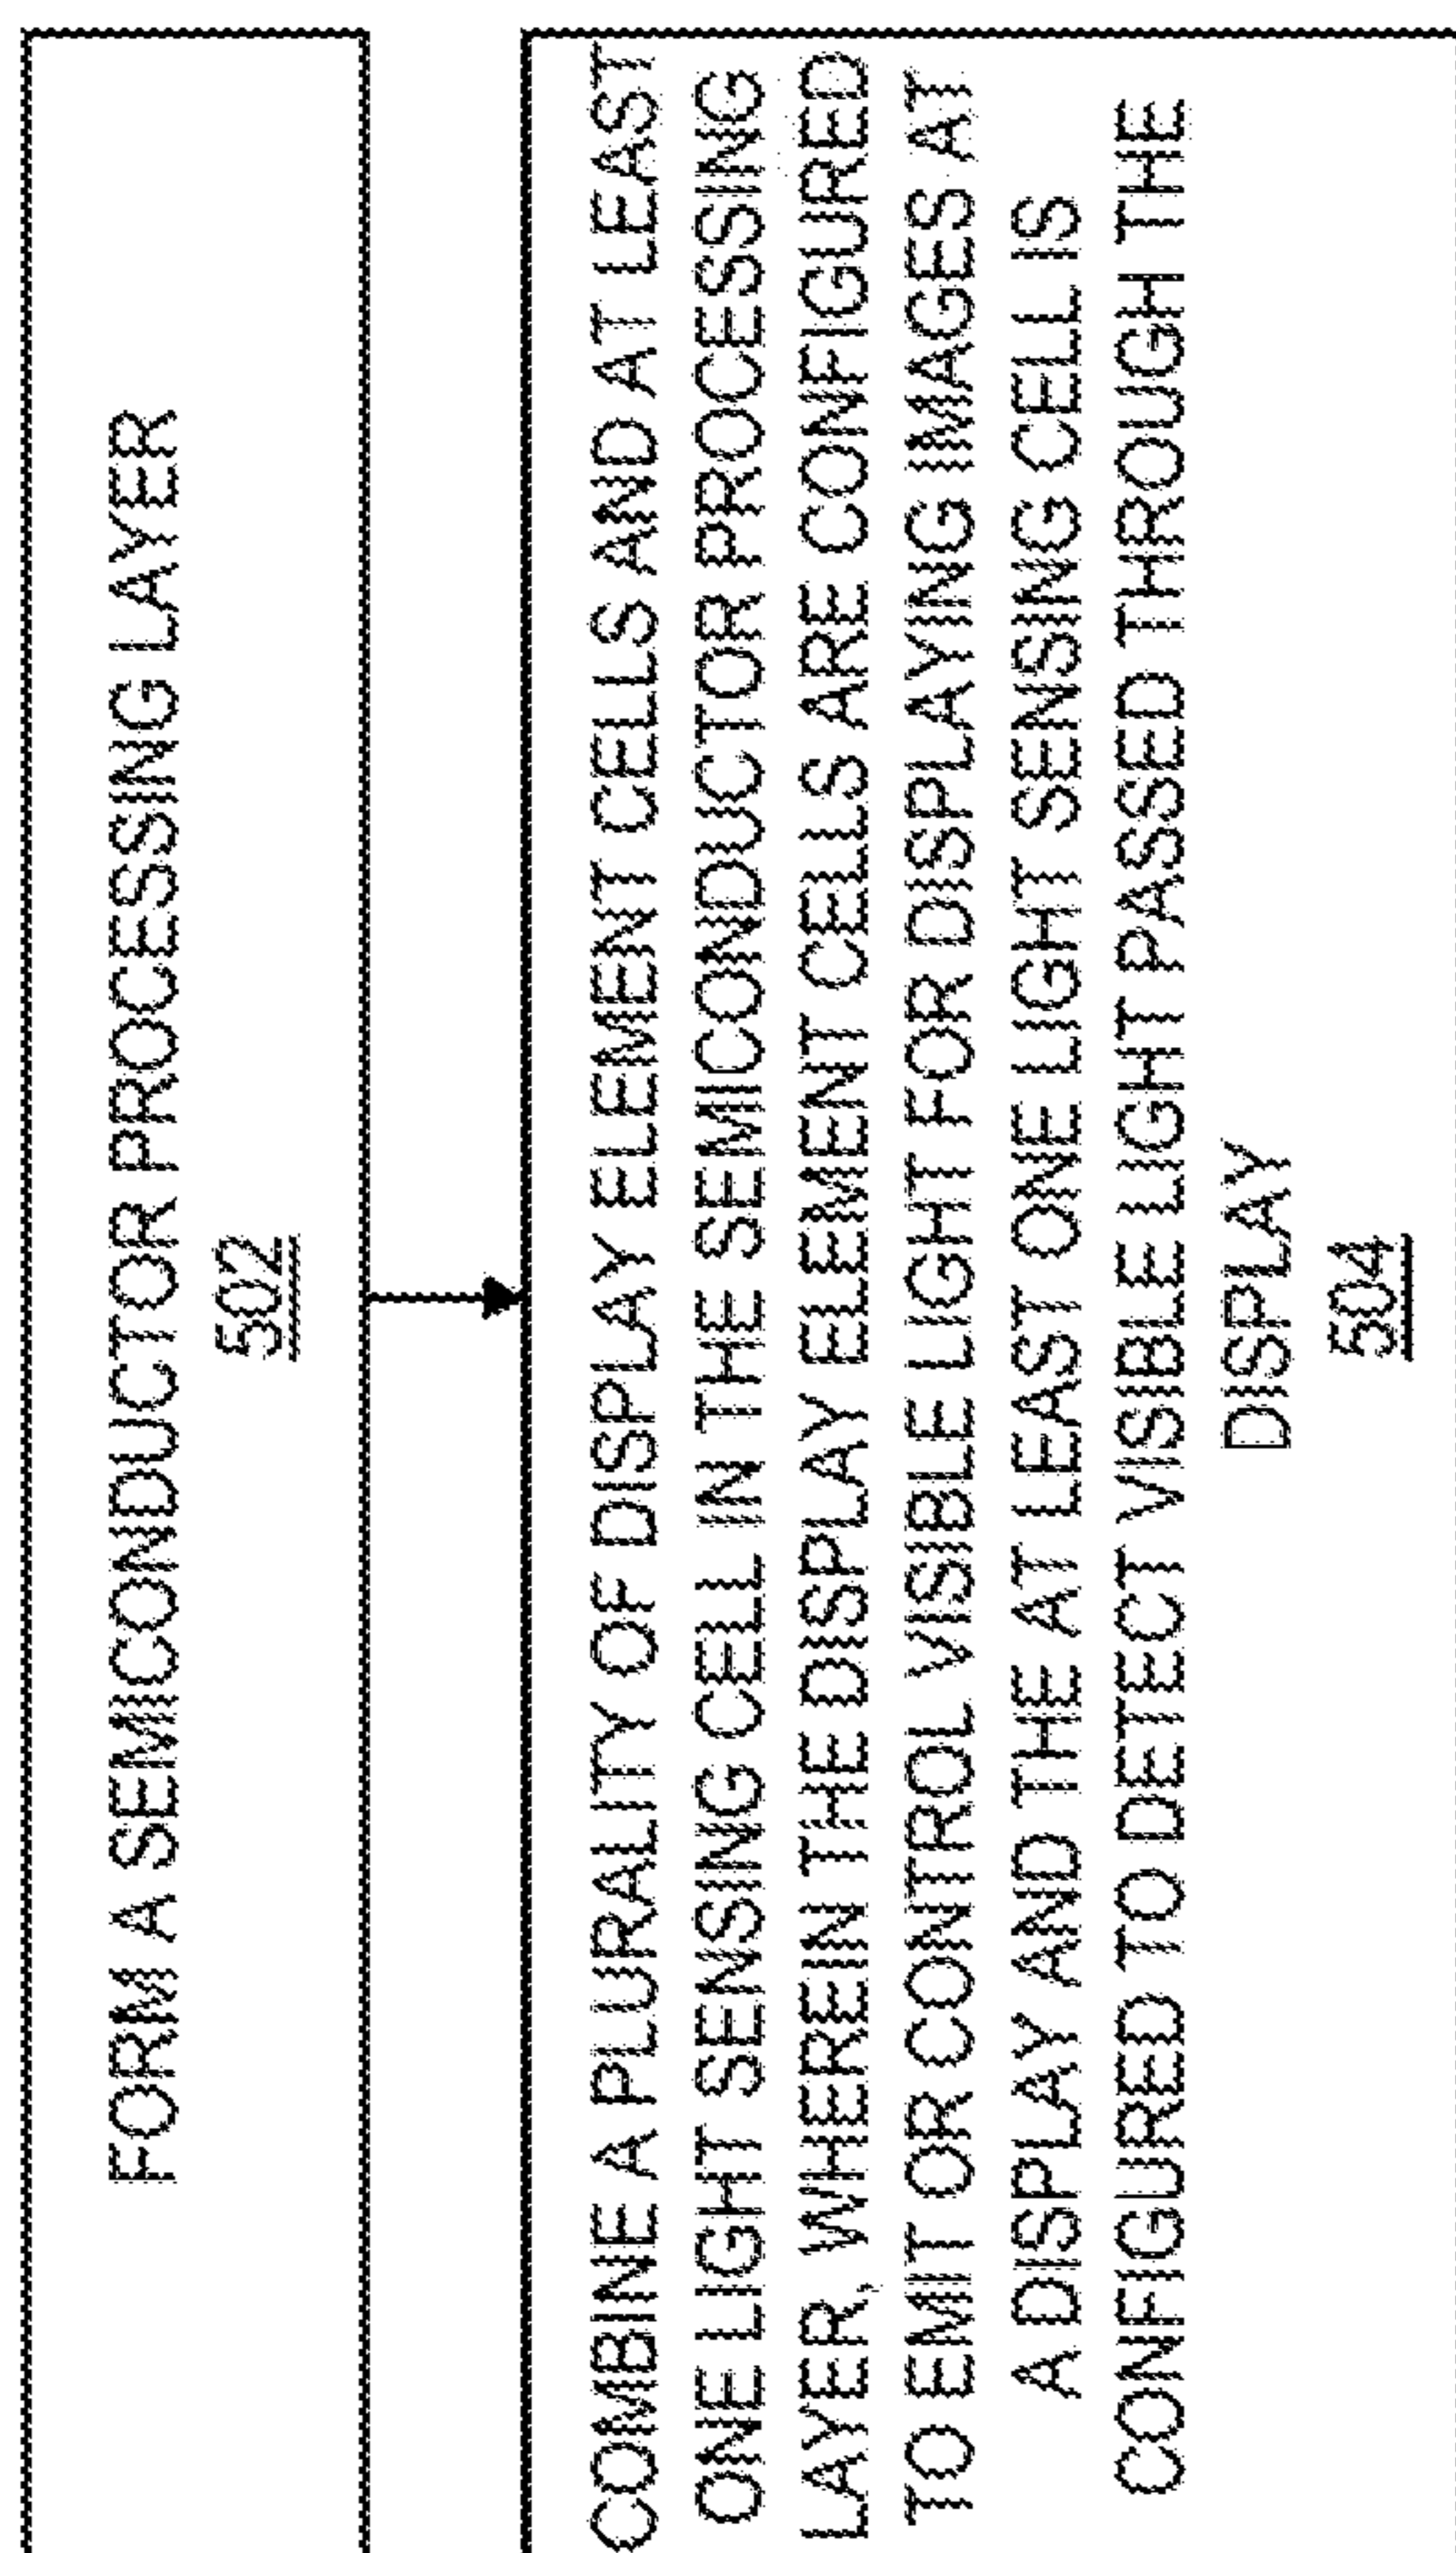 FORM A SEMICONDUCTOR PROCESSING LAYER
502
COMBINE A PLURALITY OF DISPLAY ELEMENT CELLS AND AT LEAST
ONE LIGHT SENSING CELL IN THE SEMICONDUCTOR PROCESSING
LAYER, WHEREIN THE DISPLAY ELEMENT CELLS ARE CONFIGURED
TO EMIT OR CONTROL VISIBLE LIGHT FOR DISPLAYING IMAGES AT
A DISPLAY AND THE AT LEAST ONE LIGHT SENSING CELL IS
CONFIGURED TO DETECT VISIBLE LIGHT PASSED THROUGH THE
DISPLAY
504